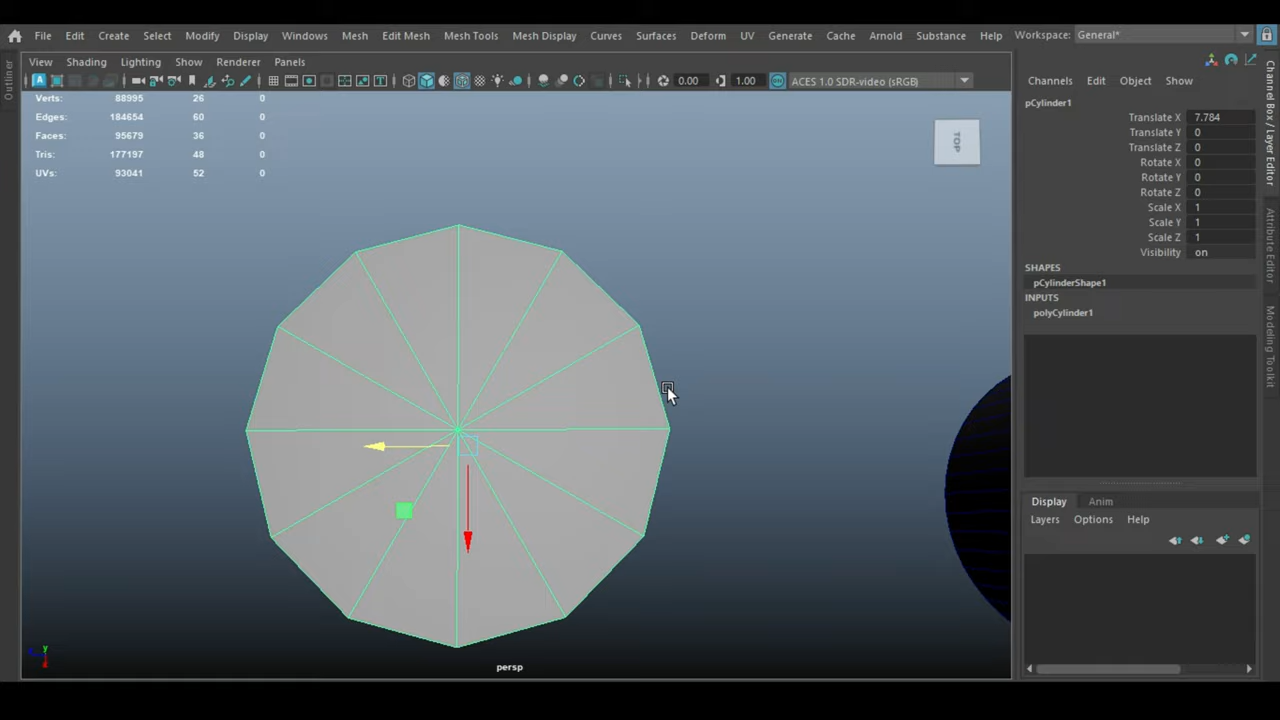 File Edit Create Select Modify Display Windows Mesh Edit Mesh Mesh Tools Mesh Display Curves Surfaces Deform UV Generate Cache Arnold Substance Help Workspace: General*
View Shading Lighting Show Renderer Panels
0.00 1.00 ACES 1.0 SDR-video (sRGB)
Verts: 88995 26 0
Edges: 184654 60 0
Faces: 95679 36 0
Tris: 177197 48 0
UVs: 93041 52 0
TOP
persp
Outliner
Channels Edit Object Show
pCylinder1
Translate X 7.784
Translate Y 0
Translate Z 0
Rotate X 0
Rotate Y 0
Rotate Z 0
Scale X 1
Scale Y 1
Scale Z 1
Visibility on
SHAPES
pCylinderShape1
INPUTS
polyCylinder1
Display Anim
Layers Options Help
Channel Box / Layer Editor
Attribute Editor
Modeling Toolkit